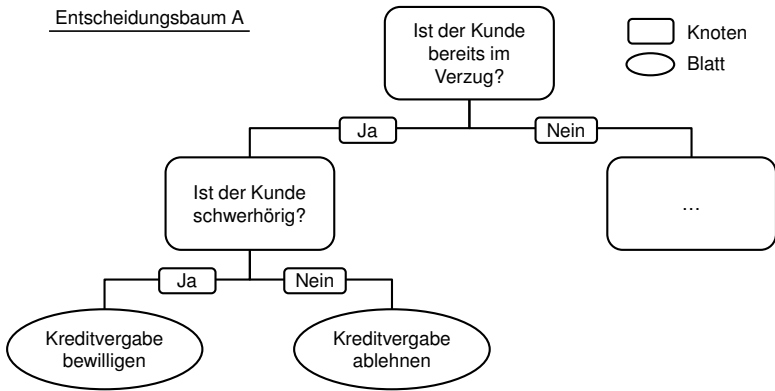 Entscheidungsbaum A
Ist der Kunde
bereits im
Verzug?
Knoten
Blatt
Ja
Nein
Ist der Kunde
schwerhörig?
...
Ja
Nein
Kreditvergabe
bewilligen
Kreditvergabe
ablehnen